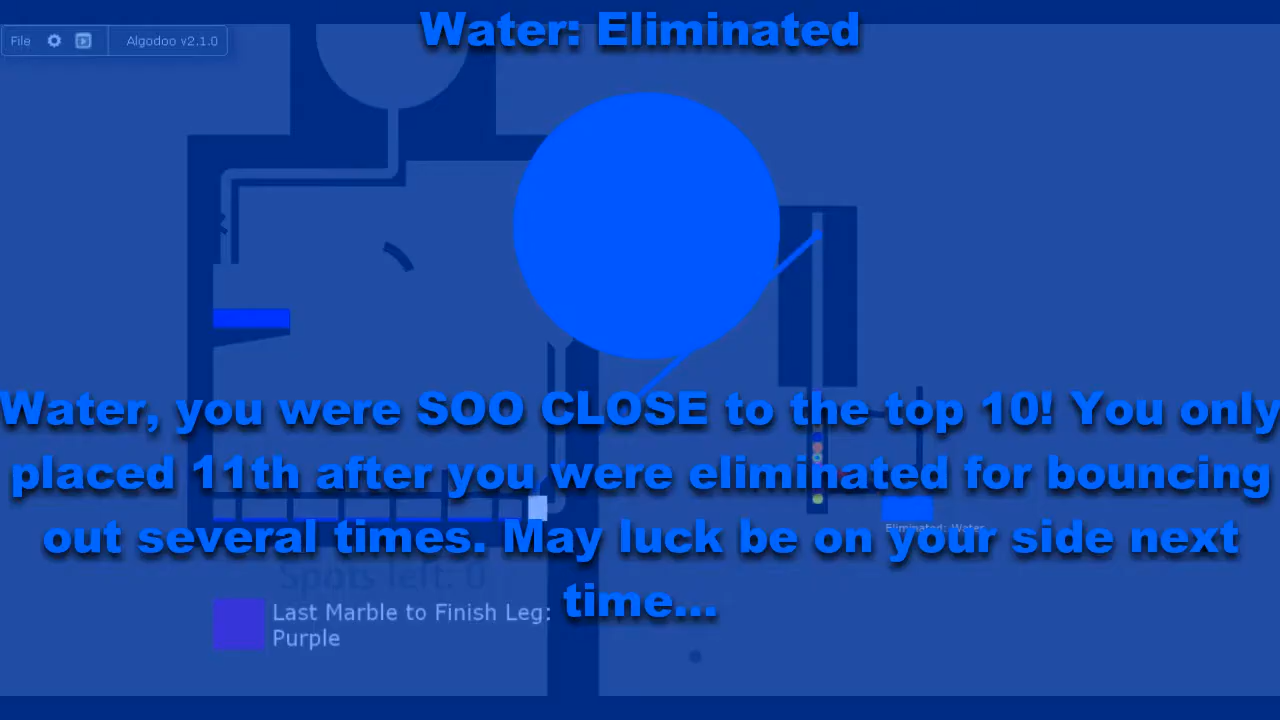 Water: Eliminated
File
Algodoo v2.1.0
Water, you were SOO CLOSE to the top 10! You only
placed 11th after you were eliminated for bouncing
out several times. May luck be on your side next
time...
Eliminated: Water
Spots left: 0
Last Marble to Finish Leg:
Purple